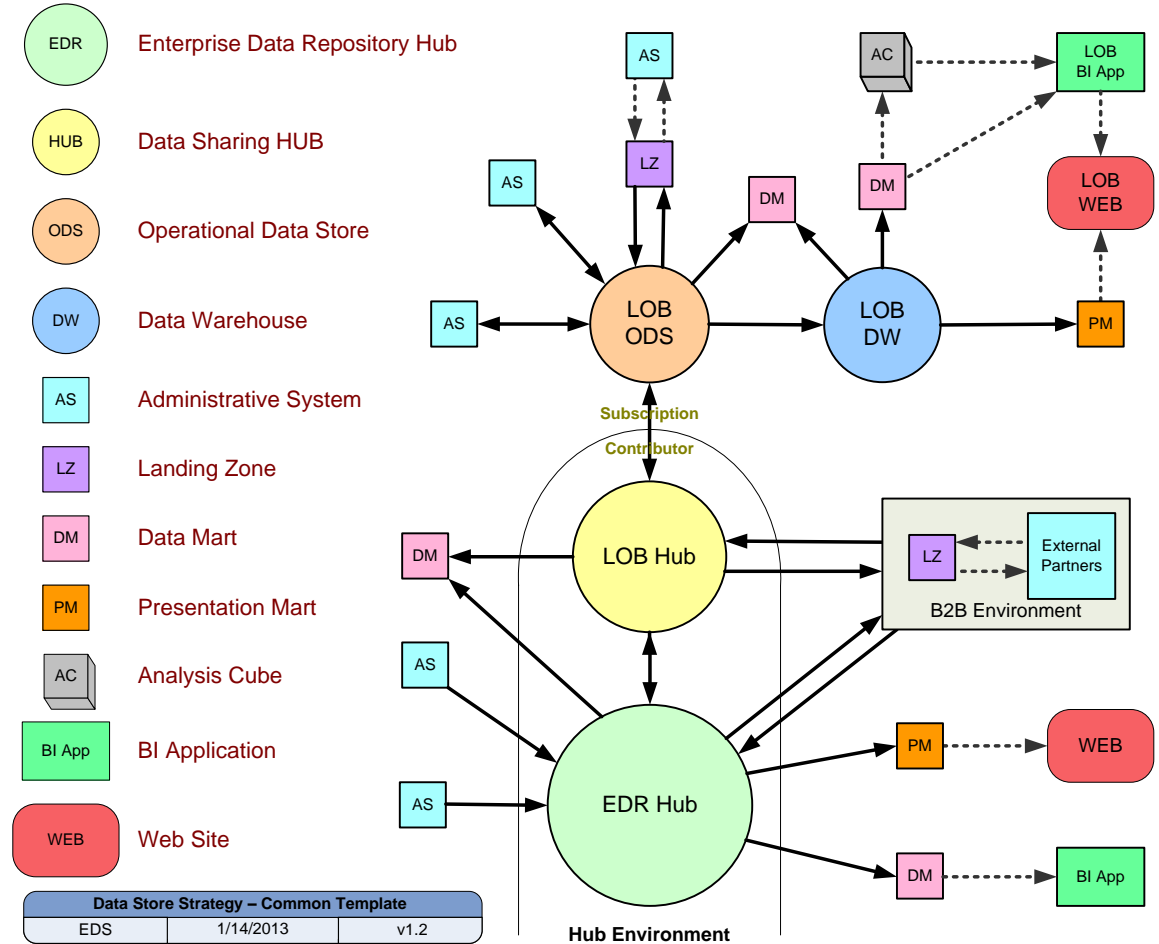 EDR
Enterprise Data Repository Hub
HUB
Data Sharing HUB
ODS
Operational Data Store
DW
Data Warehouse
AS
Administrative System
LZ
Landing Zone
DM
Data Mart
PM
Presentation Mart
AC
Analysis Cube
BI App
BI Application
WEB
Web Site
Data Store Strategy – Common Template
EDS
1/14/2013
v1.2
AS
AC
LOB
BI App
LZ
AS
DM
DM
LOB
WEB
AS
LOB
ODS
LOB
DW
PM
Subscription
Contributor
DM
LOB Hub
LZ
External
Partners
B2B Environment
AS
PM
WEB
AS
EDR Hub
DM
BI App
Hub Environment